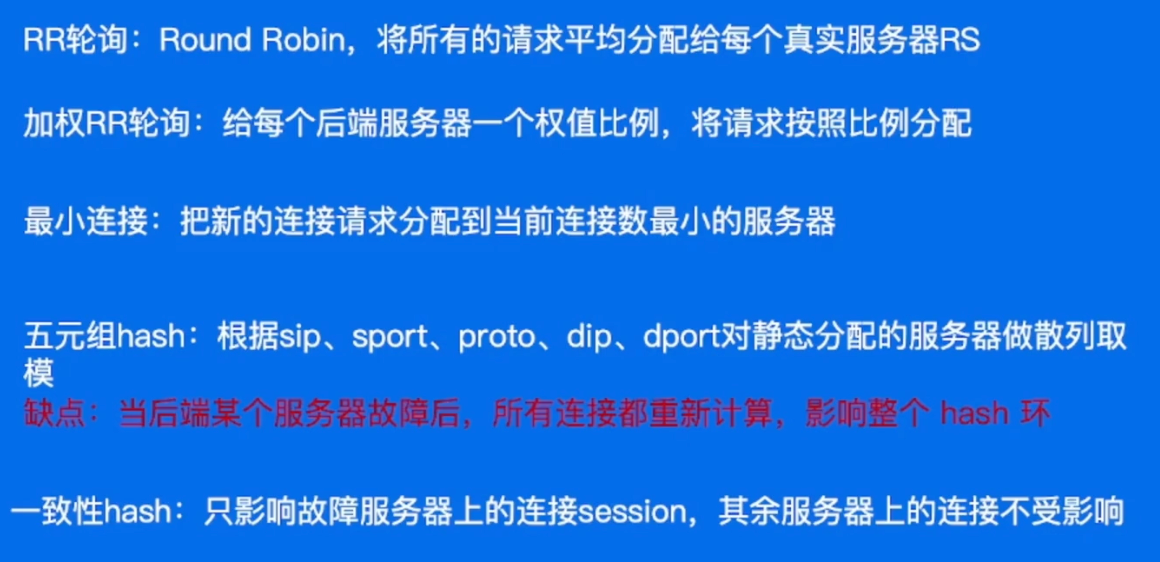 RR轮询：Round Robin，将所有的请求平均分配给每个真实服务器RS
加权RR轮询：给每个后端服务器一个权值比例，将请求按照比例分配
最小连接：把新的连接请求分配到当前连接数最小的服务器
五元组hash：根据sip、sport、proto、dip、dport对静态分配的服务器做散列取
模
缺点：当后端某个服务器故障后，所有连接都重新计算，影响整个 hash 环
一致性hash：只影响故障服务器上的连接session，其余服务器上的连接不受影响